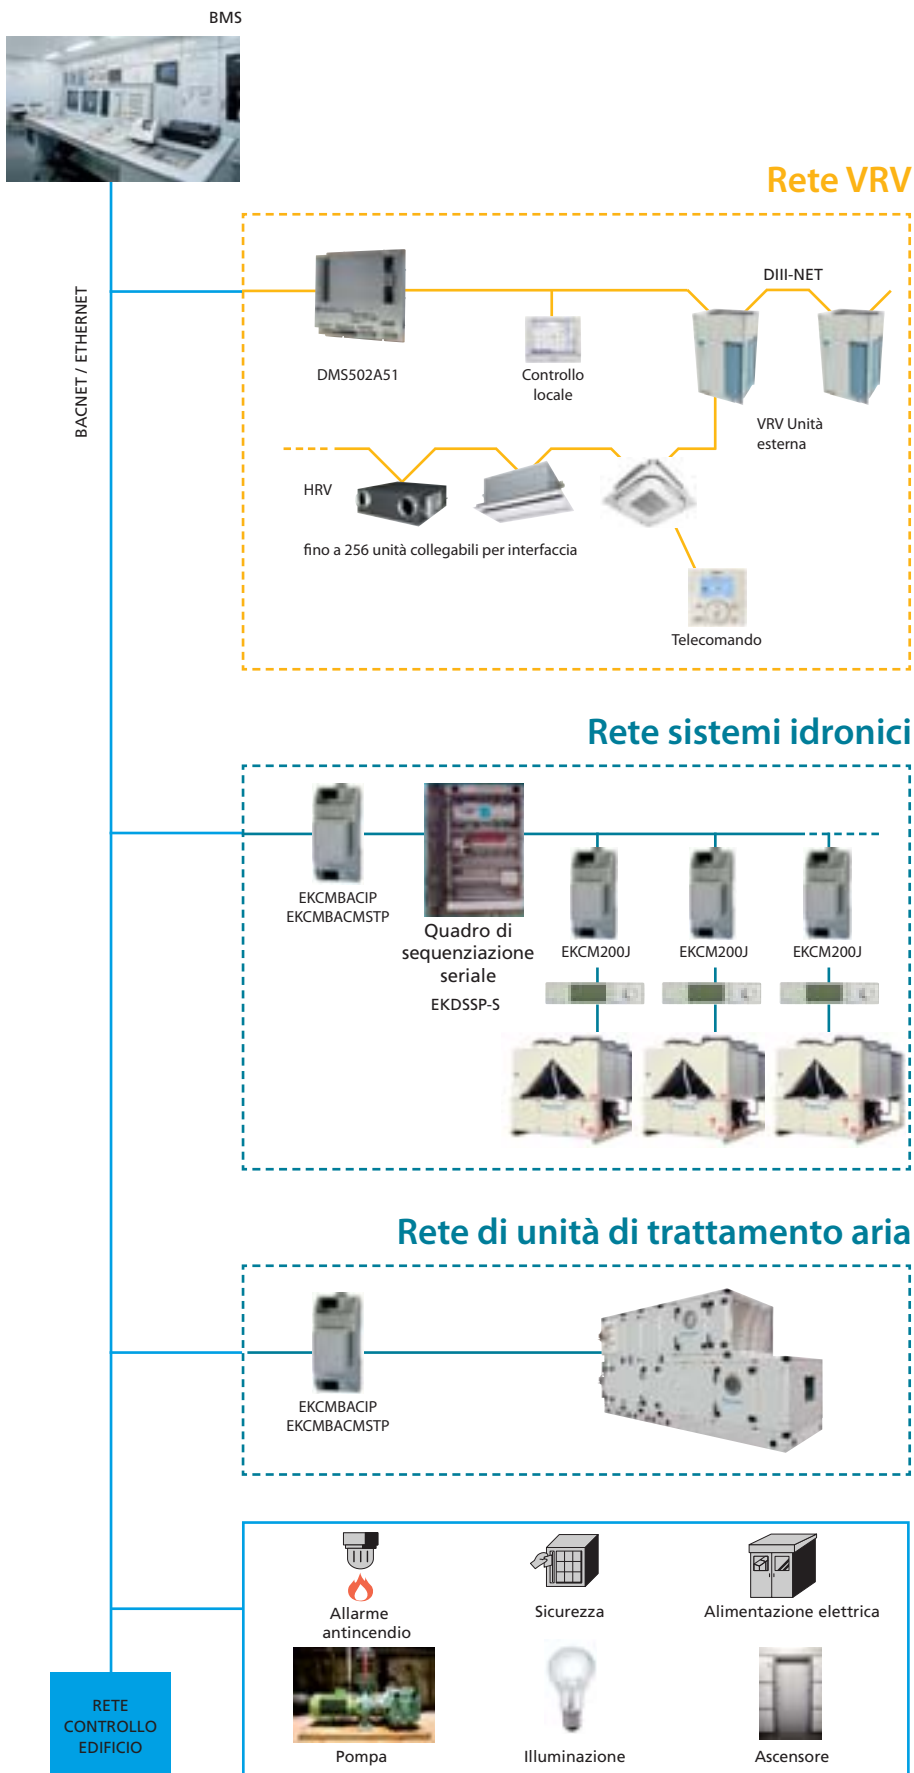 BMS
BACNET / ETHERNET
Rete VRV
DIII-NET
DMS502A51
Controllo
locale
VRV Unità
esterna
HRV
fino a 256 unità collegabili per interfaccia
Telecomando
Rete sistemi idronici
EKCMBACIP
EKCMBACMSTP
Quadro di
sequenziazione
seriale
EKDSSP-S
EKCM200J
EKCM200J
EKCM200J
Rete di unità di trattamento aria
EKCMBACIP
EKCMBACMSTP
Allarme
antincendio
Sicurezza
Alimentazione elettrica
Pompa
Illuminazione
Ascensore
RETE
CONTROLLO
EDIFICIO